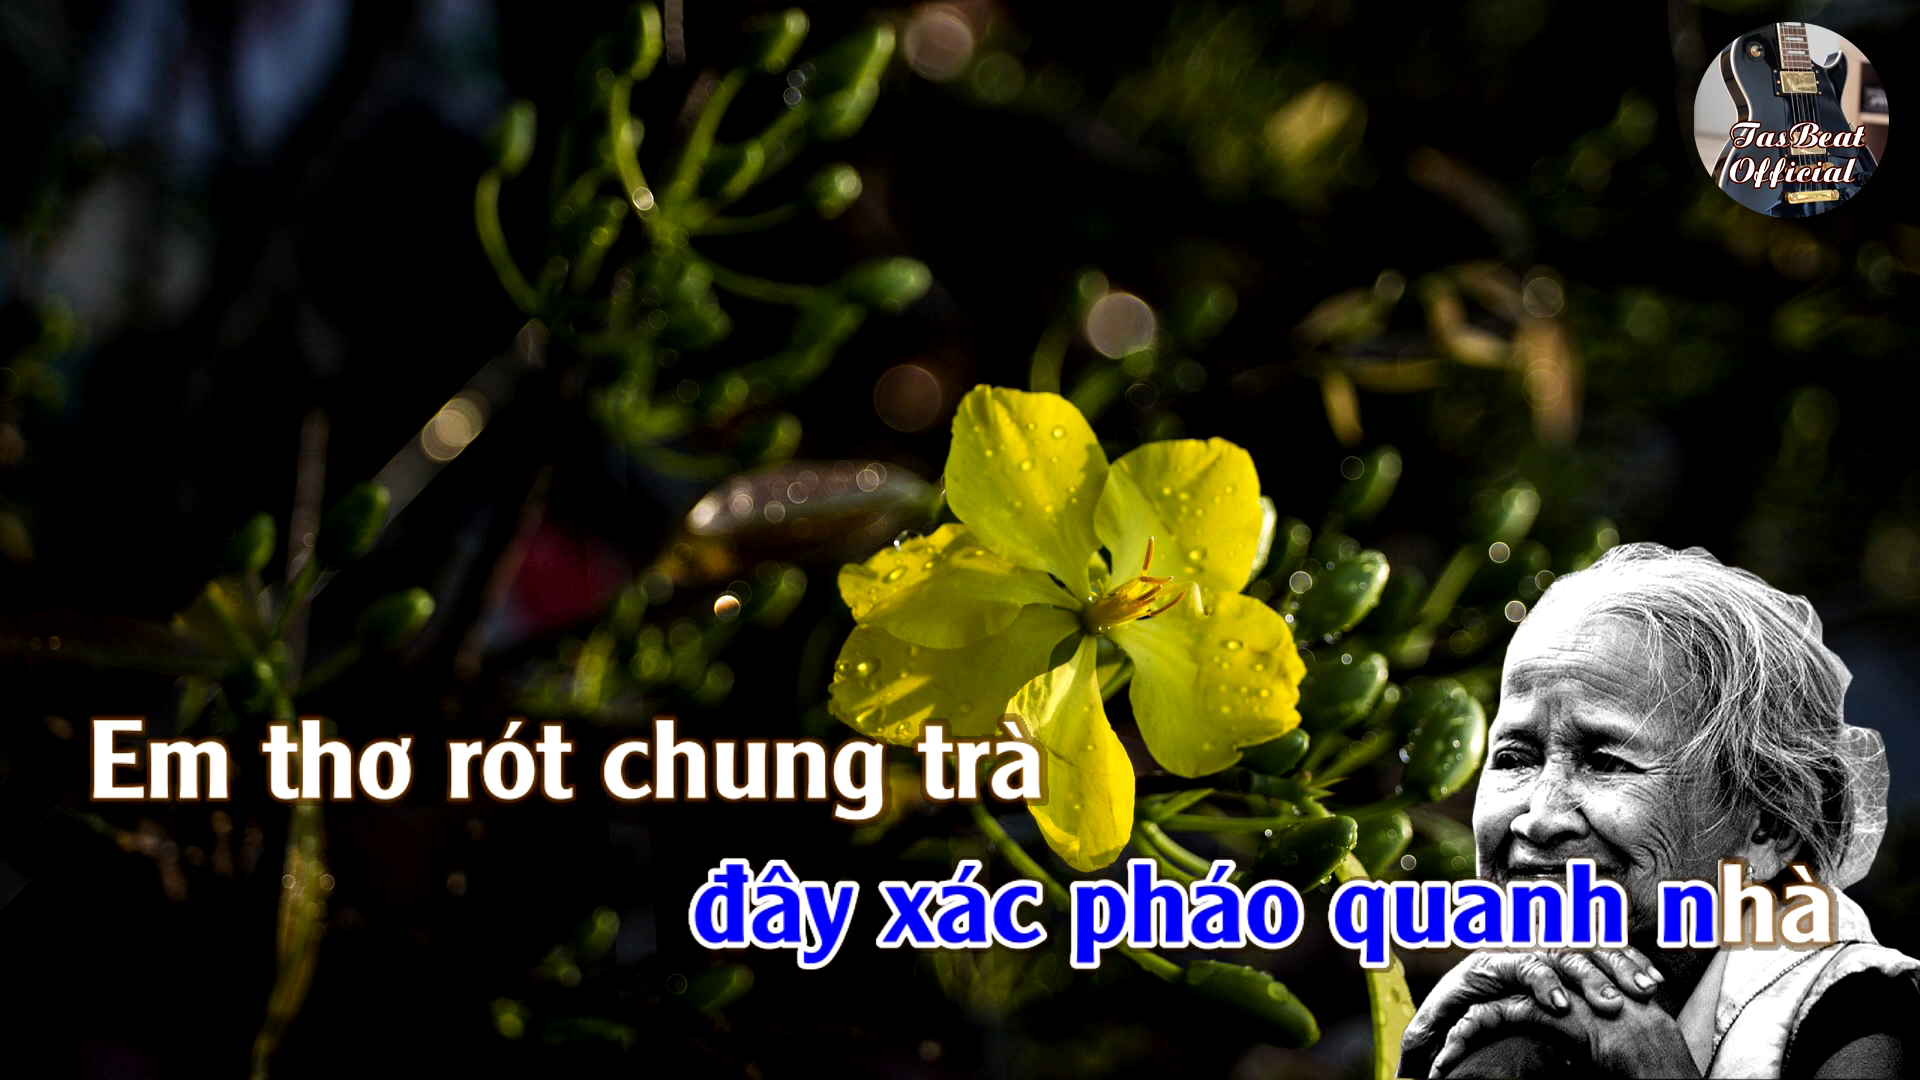 TasBeat
Official
Em thơ rót chung trà
đây xác pháo quanh nhà